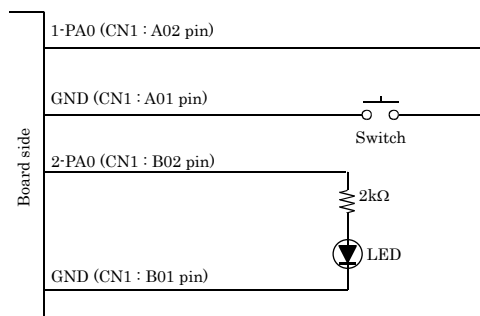 1-PA0 (CN1 : A02 pin)
GND (CN1 : A01 pin)
Switch
2-PA0 (CN1 : B02 pin)
2kΩ
LED
GND (CN1 : B01 pin)
Board side